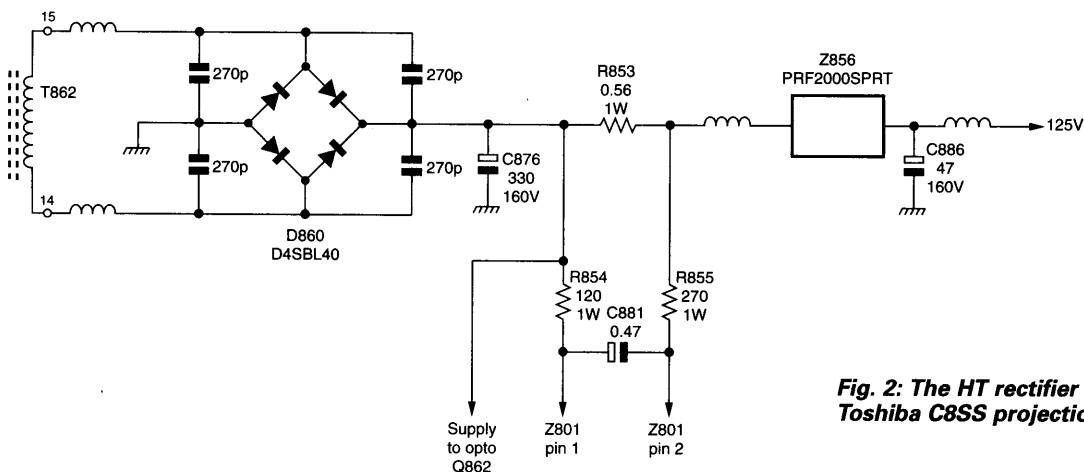 15
T862
14
270p
270p
270p
270p
D860
D4SBL40
C876
330
160V
R853
0.56
1W
Z856
PRF2000SPRT
125V
C886
47
160V
R854
120
1W
C881
0.47
R855
270
1W
Supply
to opto
Q862
Z801
pin 1
Z801
pin 2
Fig. 2: The HT rectifier
Toshiba C8SS projectio